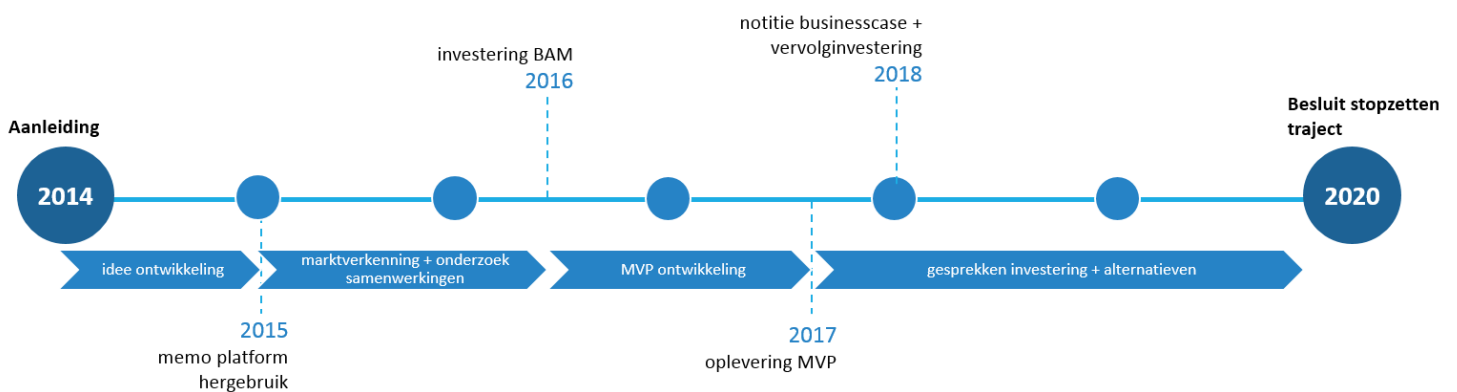 notitie businesscase +
vervolginvestering
2018
investering BAM
2016
Aanleiding
2014
Besluit stopzetten
traject
2020
idee ontwikkeling
marktverkenning + onderzoek
samenwerkingen
MVP ontwikkeling
gesprekken investering + alternatieven
2015
memo platform
hergebruik
2017
oplevering MVP